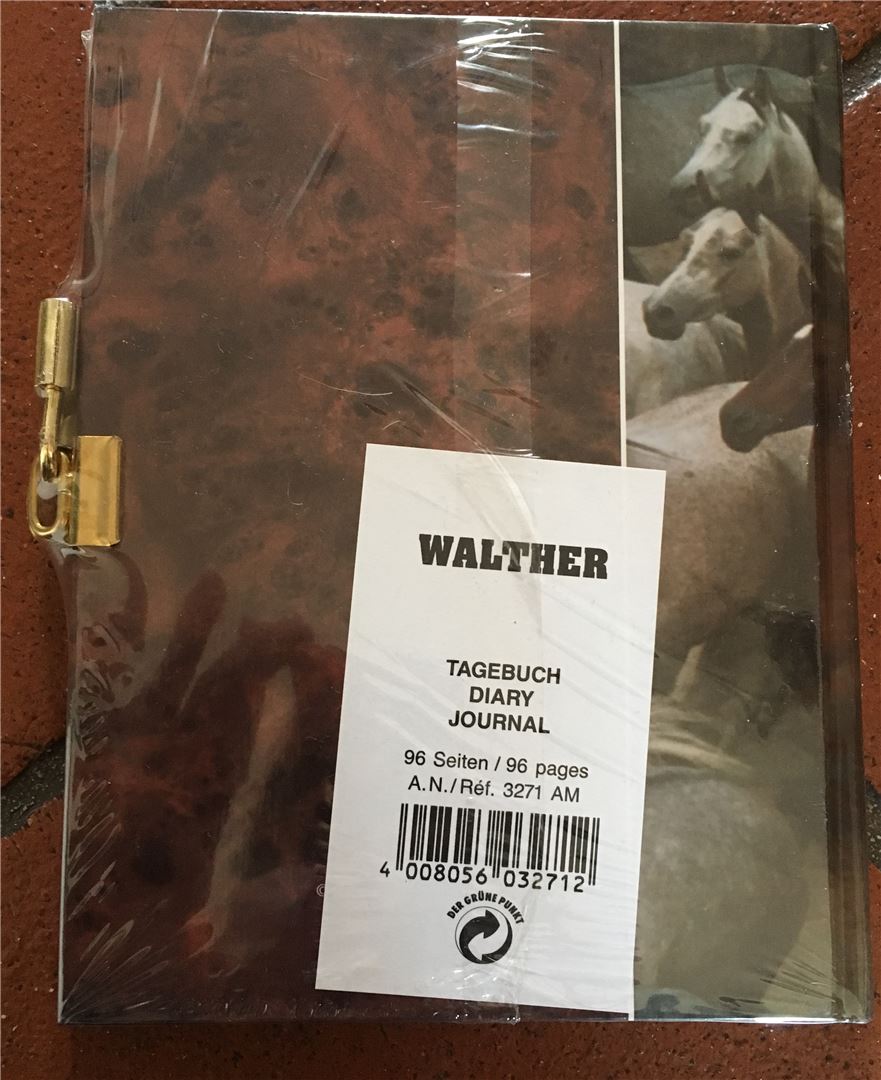 WALTHER
TAGEBUCH
DIARY
JOURNAL
96 Seiten / 96 pages
A.N./Réf. 3271 AM
4 008056 032712
DER GRÜNE PUNKT
©